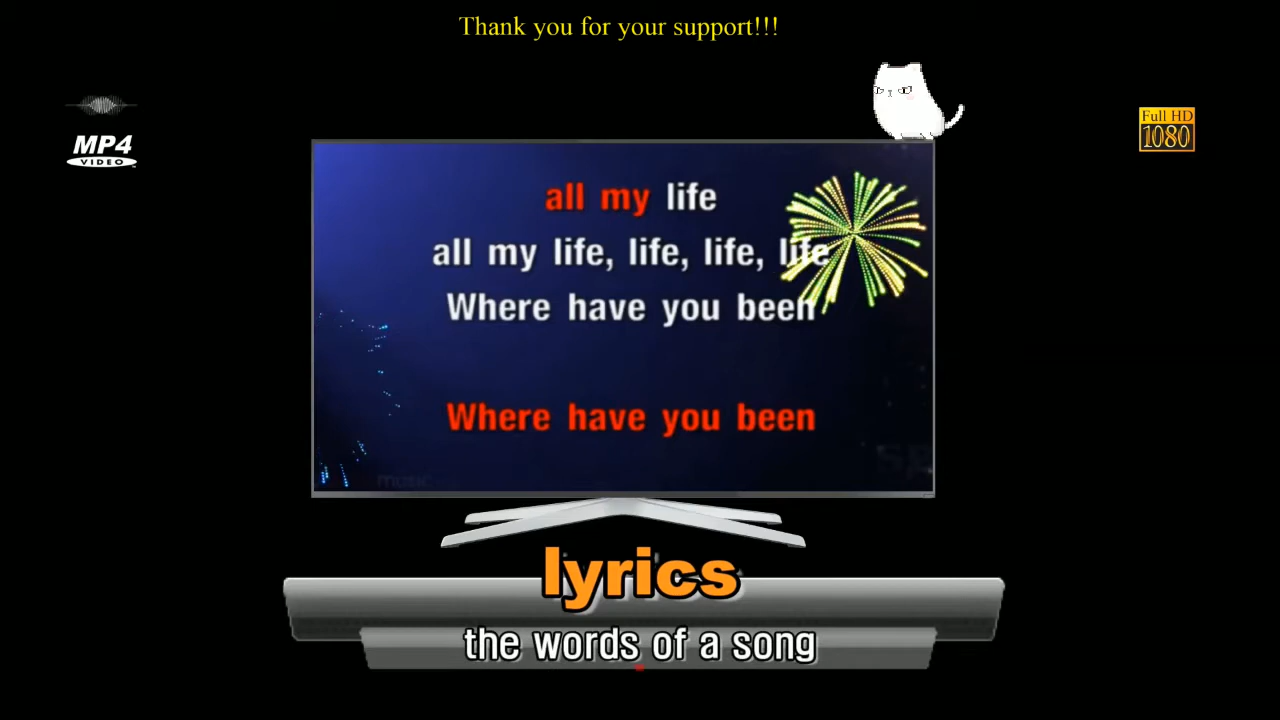 Thank you for your support!!!
MP4
VIDEO
Full HD
1080
all my life
all my life, life, life, life
Where have you been
Where have you been
music
lyrics
the words of a song